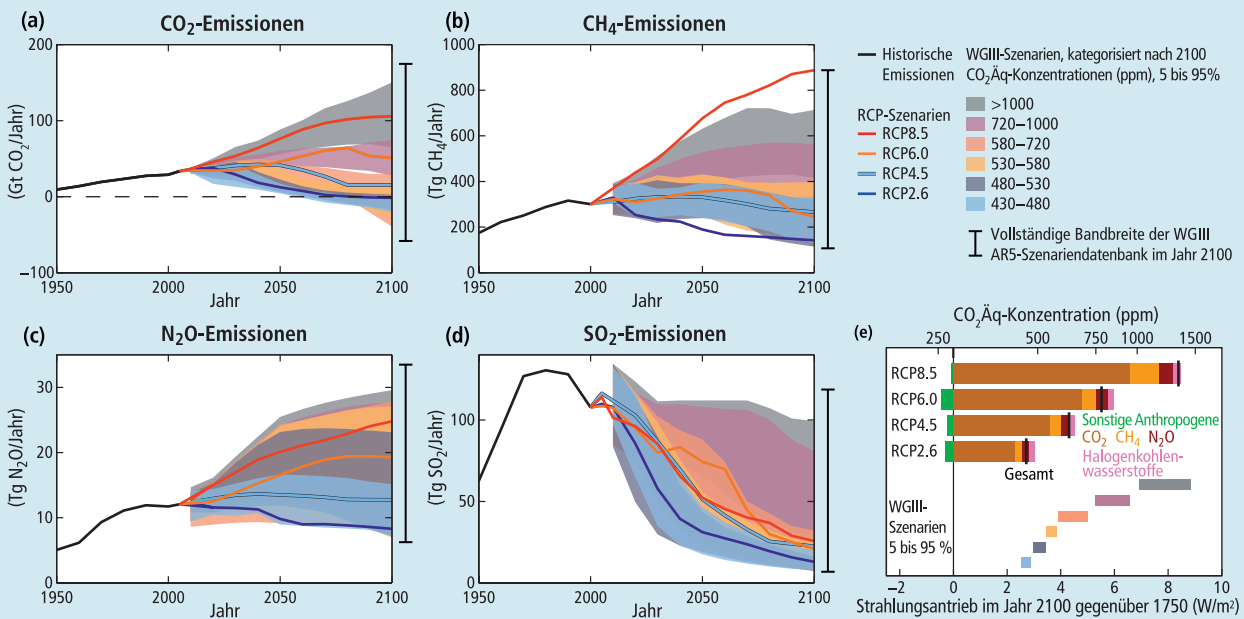 (a)
CO₂-Emissionen
200
100
0
−100
(Gt CO₂/Jahr)
1950
2000
2050
2100
Jahr
(b)
CH₄-Emissionen
1000
800
600
400
200
0
(Tg CH₄/Jahr)
1950
2000
2050
2100
Jahr
Historische
Emissionen
RCP-Szenarien
RCP8.5
RCP6.0
RCP4.5
RCP2.6
WGIII-Szenarien, kategorisiert nach 2100
CO₂Äq-Konzentrationen (ppm), 5 bis 95%
>1000
720−1000
580−720
530−580
480−530
430−480
Vollständige Bandbreite der WGIII
AR5-Szenariendatenbank im Jahr 2100
(c)
N₂O-Emissionen
30
20
10
0
(Tg N₂O/Jahr)
1950
2000
2050
2100
Jahr
(d)
SO₂-Emissionen
100
50
0
(Tg SO₂/Jahr)
1950
2000
2050
2100
Jahr
(e)
CO₂Äq-Konzentration (ppm)
250
500
750
1000
1500
RCP8.5
RCP6.0
RCP4.5
RCP2.6
Sonstige Anthropogene
CO₂ CH₄ N₂O
Halogenkohlen-
wasserstoffe
Gesamt
WGIII-
Szenarien
5 bis 95 %
−2
0
2
4
6
8
10
Strahlungsantrieb im Jahr 2100 gegenüber 1750 (W/m²)